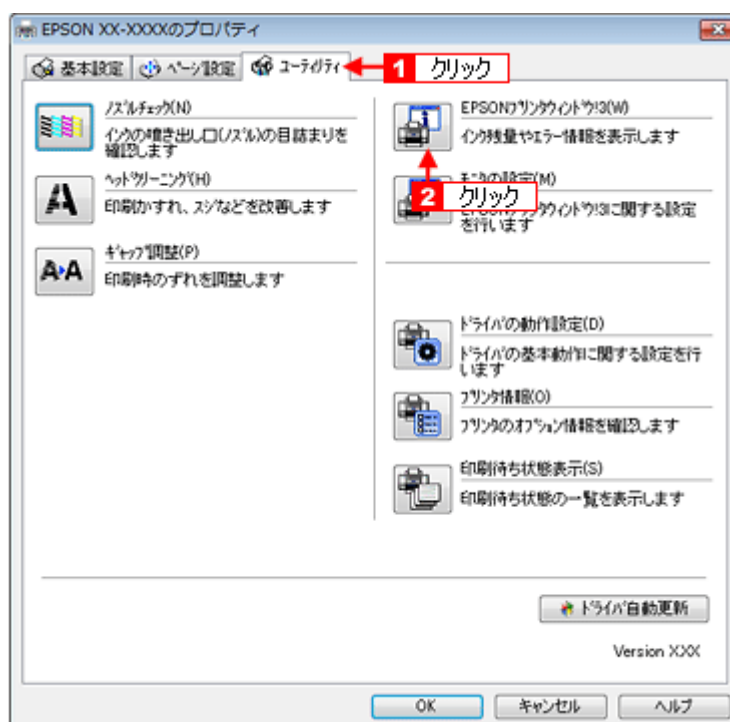 EPSON XX-XXXXのプロパティ
基本設定
ページ設定
ユーティリティ
1 クリック
ノズルチェック(N)
インクの噴き出し口(ノズル)の目詰まりを
確認します
ヘッドクリーニング(H)
印刷かすれ、スジなどを改善します
ギャップ調整(P)
印刷時のずれを調整します
EPSONプリンタウィンドウ!3(W)
インク残量やエラー情報を表示します
モニタの設定(M)
2 クリック
EPSONプリンタウィンドウ!3に関する設定
を行います
ドライバの動作設定(D)
ドライバの基本動作に関する設定を行
います
プリンタ情報(O)
プリンタのオプション情報を確認します
印刷待ち状態表示(S)
印刷待ち状態の一覧を表示します
ドライバ自動更新
Version X.XX
OK
キャンセル
ヘルプ